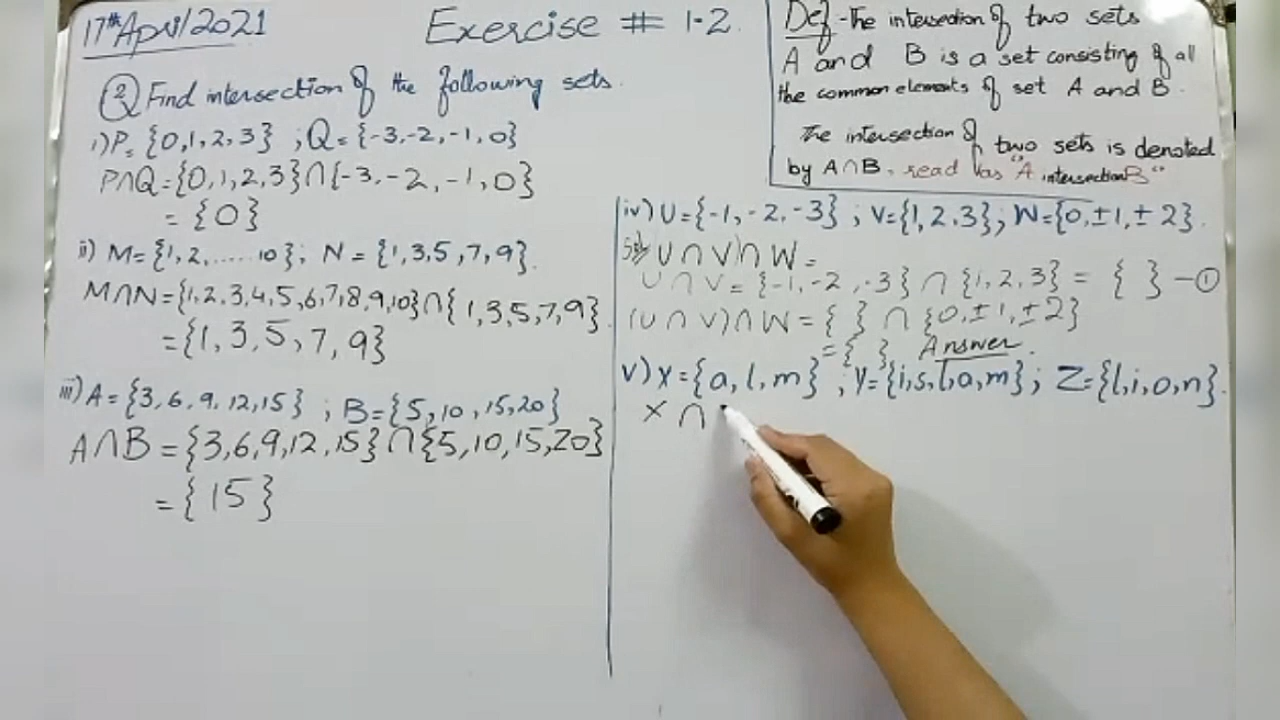 17th April/2021
Exercise # 1.2
Q2 Find intersection of the following sets.
i) P= {0,1,2,3} ; Q={-3,-2,-1,0}
P∩Q={0,1,2,3}∩{-3,-2,-1,0}
= {0}
ii) M={1,2,.....10}; N={1,3,5,7,9}.
M∩N={1,2,3,4,5,6,7,8,9,10}∩{1,3,5,7,9}
={1,3,5,7,9}
iii) A={3,6,9,12,15} ; B={5,10,15,20}
A∩B={3,6,9,12,15}∩{5,10,15,20}
={15}
Def-The intersection of two sets
A and B is a set consisting of all
the common elements of set A and B.
The intersection of two sets is denoted
by A∩B, read as "A intersection B"
iv) U={-1,-2,-3} ; V={1,2,3}; W={0,±1,±2}.
U∩V)∩W=
U∩V={-1,-2,-3}∩{1,2,3}={ }-①
(U∩V)∩W={ }∩{0,±1,±2}
={ } Answer.
v) X={a,l,m} ; Y={i,s,l,a,m}; Z={l,i,o,n}.
X∩